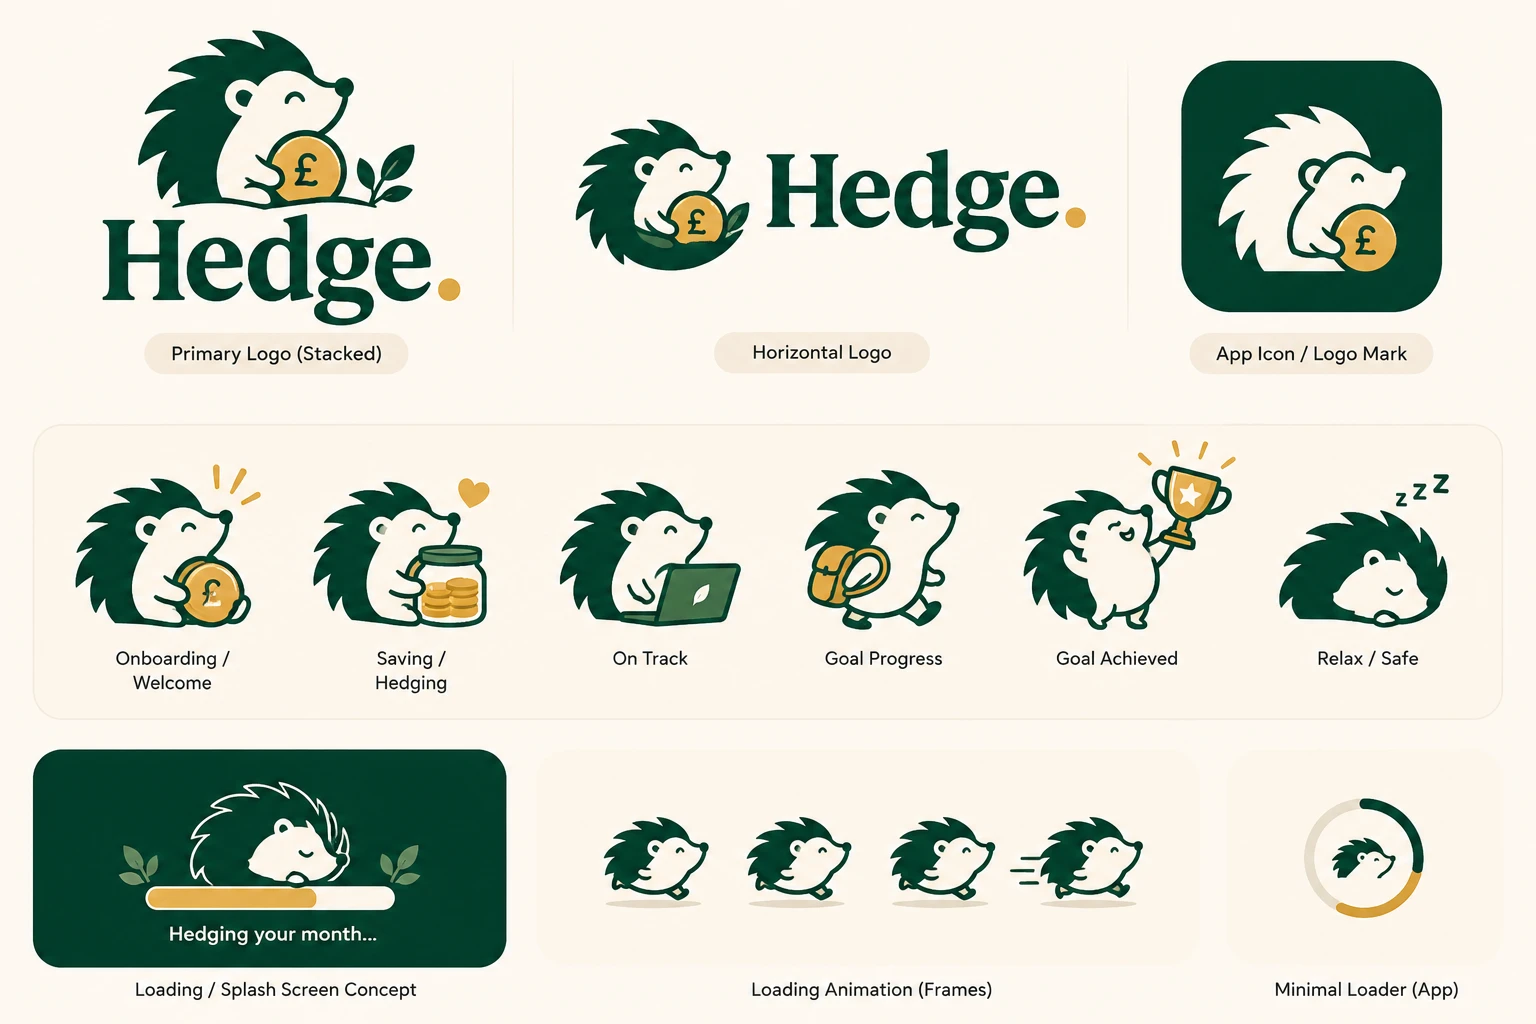 £
Hedge.
Primary Logo (Stacked)
£
Hedge.
Horizontal Logo
£
App Icon / Logo Mark
£
Onboarding /
Welcome
Saving /
Hedging
On Track
Goal Progress
Goal Achieved
z z z
Relax / Safe
Hedging your month...
Loading / Splash Screen Concept
Loading Animation (Frames)
Minimal Loader (App)